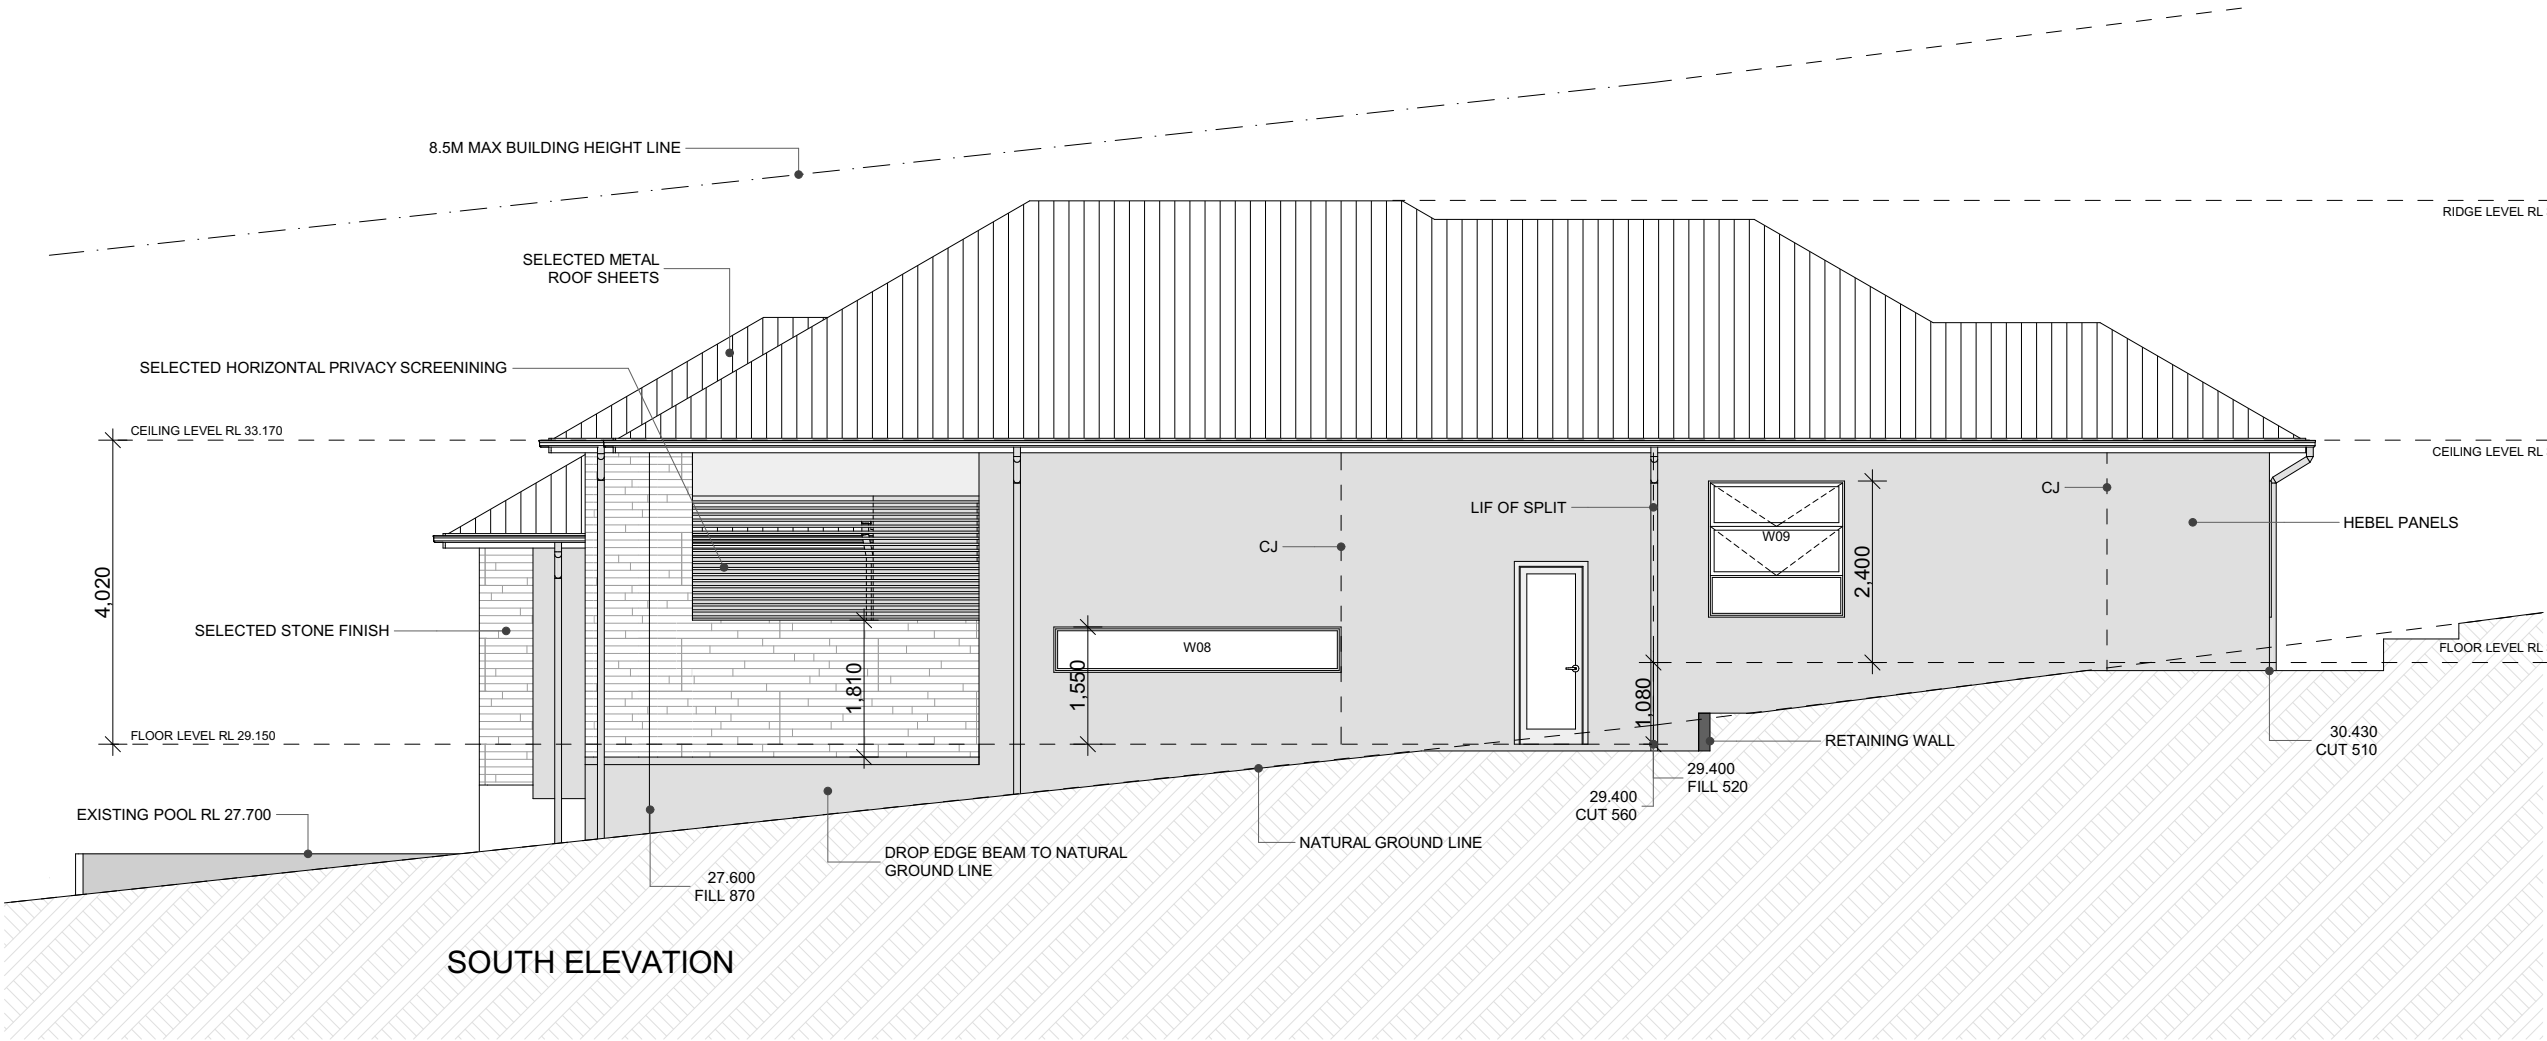 8.5M MAX BUILDING HEIGHT LINE
RIDGE LEVEL RL
SELECTED METAL
ROOF SHEETS
SELECTED HORIZONTAL PRIVACY SCREENINING
CEILING LEVEL RL 33.170
CEILING LEVEL RL
CJ
LIF OF SPLIT
HEBEL PANELS
W09
CJ
2,400
4,020
SELECTED STONE FINISH
W08
FLOOR LEVEL RL
1,810
1,550
1,080
FLOOR LEVEL RL 29.150
RETAINING WALL
30.430
CUT 510
29.400
FILL 520
29.400
CUT 560
EXISTING POOL RL 27.700
NATURAL GROUND LINE
DROP EDGE BEAM TO NATURAL
GROUND LINE
27.600
FILL 870
SOUTH ELEVATION